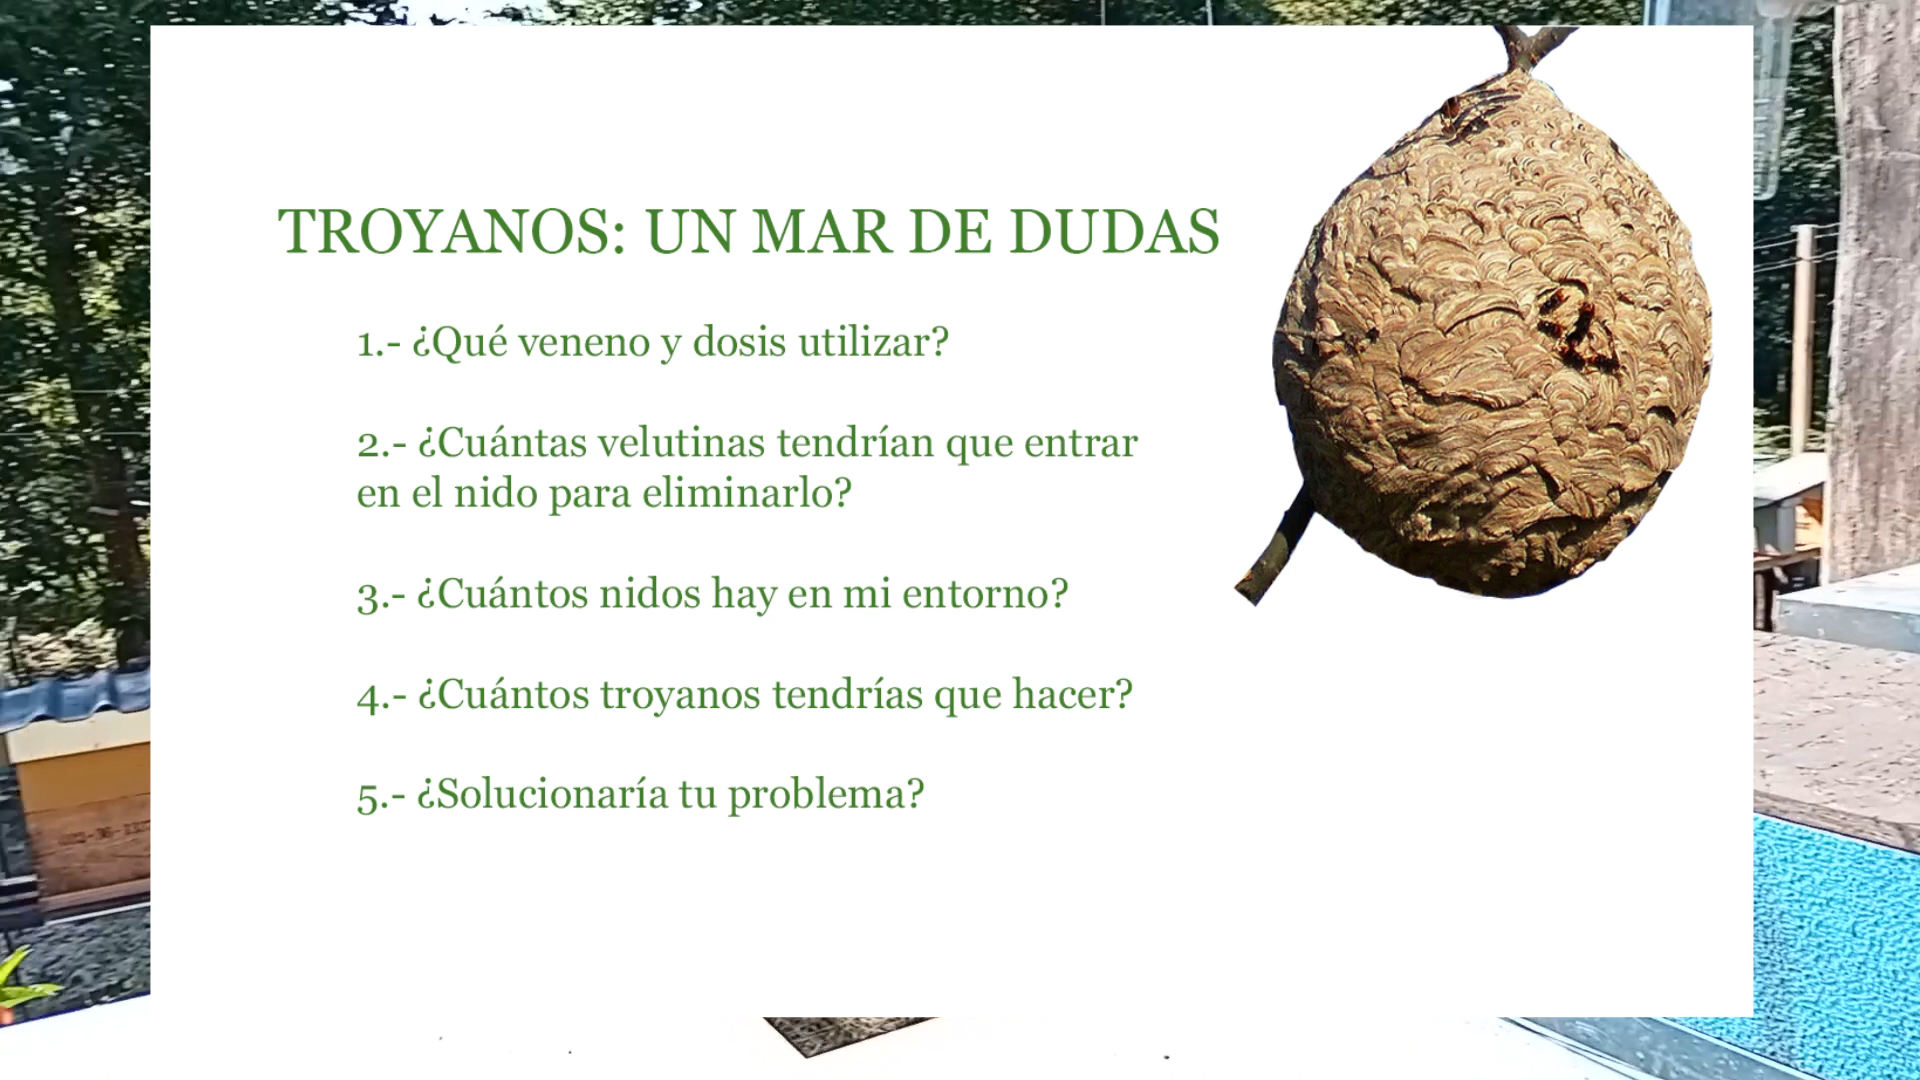 TROYANOS: UN MAR DE DUDAS
1.- ¿Qué veneno y dosis utilizar?
2.- ¿Cuántas velutinas tendrían que entrar
en el nido para eliminarlo?
3.- ¿Cuántos nidos hay en mi entorno?
4.- ¿Cuántos troyanos tendrías que hacer?
5.- ¿Solucionaría tu problema?